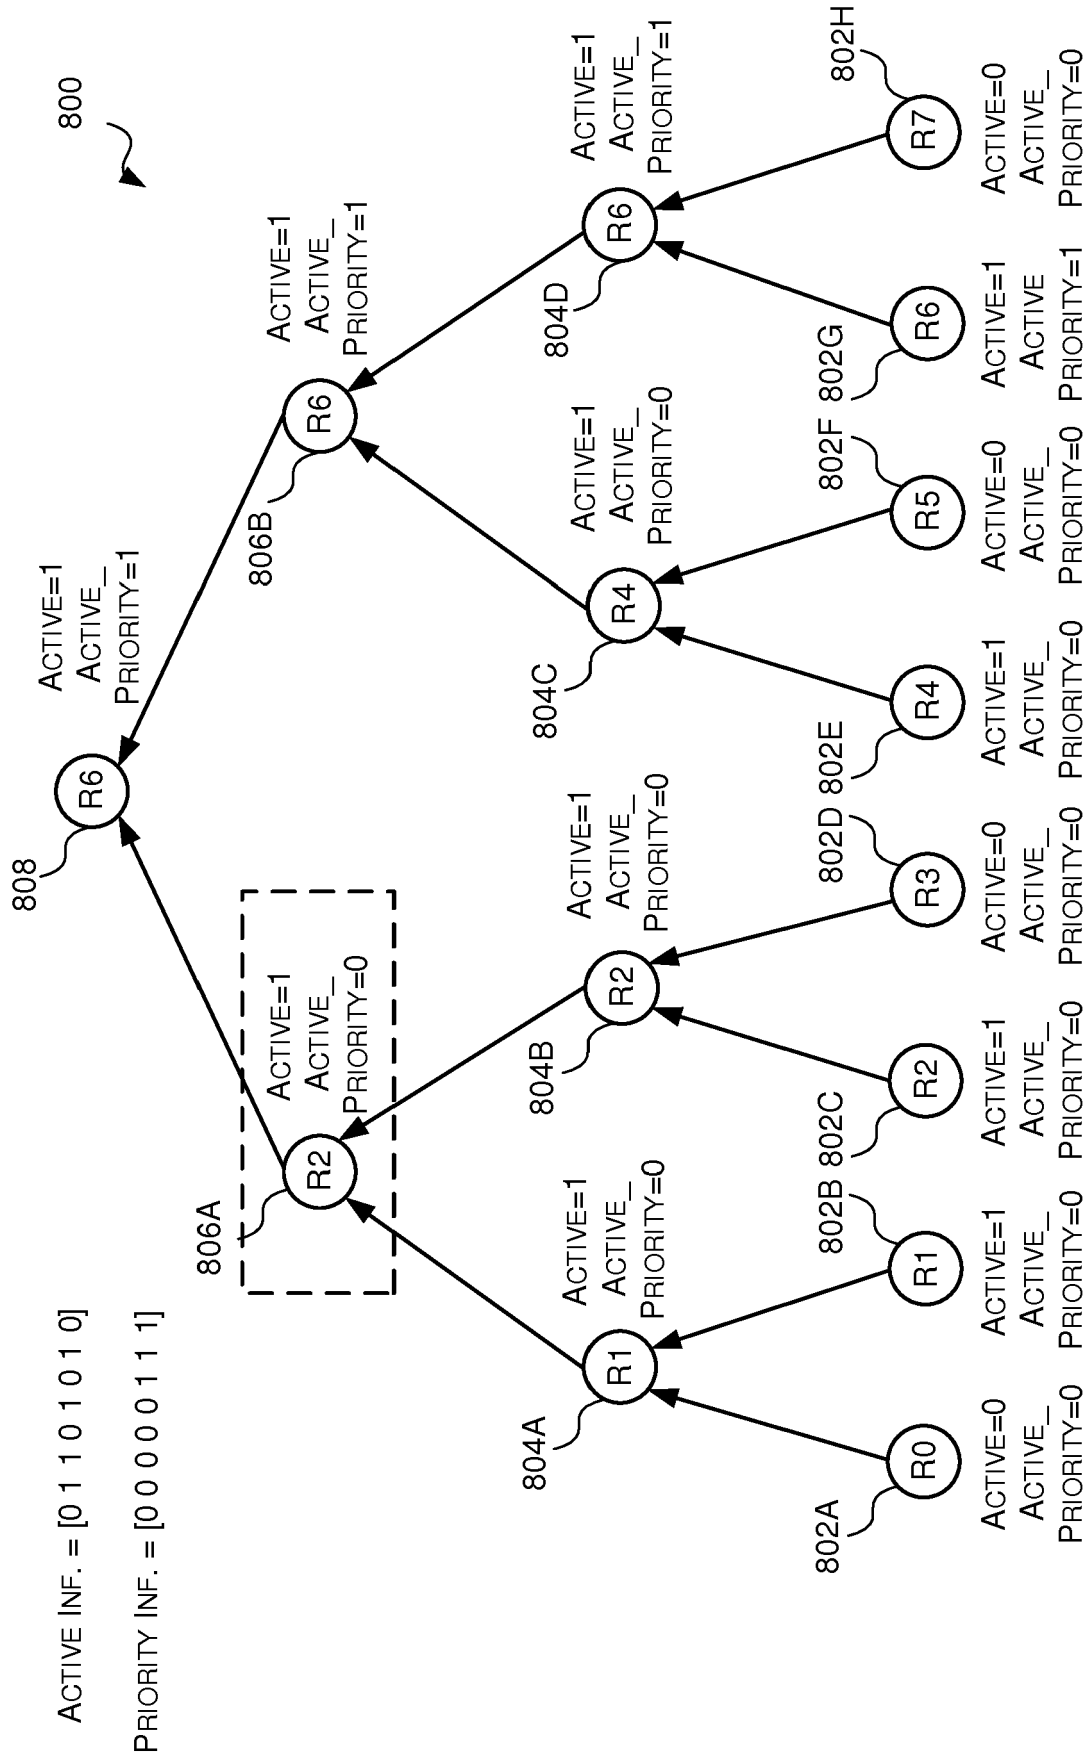 ACTIVE INF. = [0 1 1 0 1 0 1 0]
PRIORITY INF. = [0 0 0 0 0 1 1 1]
800
808
R6
ACTIVE=1
ACTIVE_
PRIORITY=1
806A
R2
ACTIVE=1
ACTIVE_
PRIORITY=0
806B
R6
ACTIVE=1
ACTIVE_
PRIORITY=1
804A
R1
ACTIVE=1
ACTIVE_
PRIORITY=0
804B
R2
ACTIVE=1
ACTIVE_
PRIORITY=0
804C
R4
ACTIVE=1
ACTIVE_
PRIORITY=0
804D
R6
ACTIVE=1
ACTIVE_
PRIORITY=1
802A
R0
ACTIVE=0
ACTIVE_
PRIORITY=0
802B
R1
ACTIVE=1
ACTIVE_
PRIORITY=0
802C
R2
ACTIVE=1
ACTIVE_
PRIORITY=0
802D
R3
ACTIVE=0
ACTIVE_
PRIORITY=0
802E
R4
ACTIVE=1
ACTIVE_
PRIORITY=0
802F
R5
ACTIVE=0
ACTIVE_
PRIORITY=0
802G
R6
ACTIVE=1
ACTIVE
PRIORITY=1
802H
R7
ACTIVE=0
ACTIVE_
PRIORITY=0